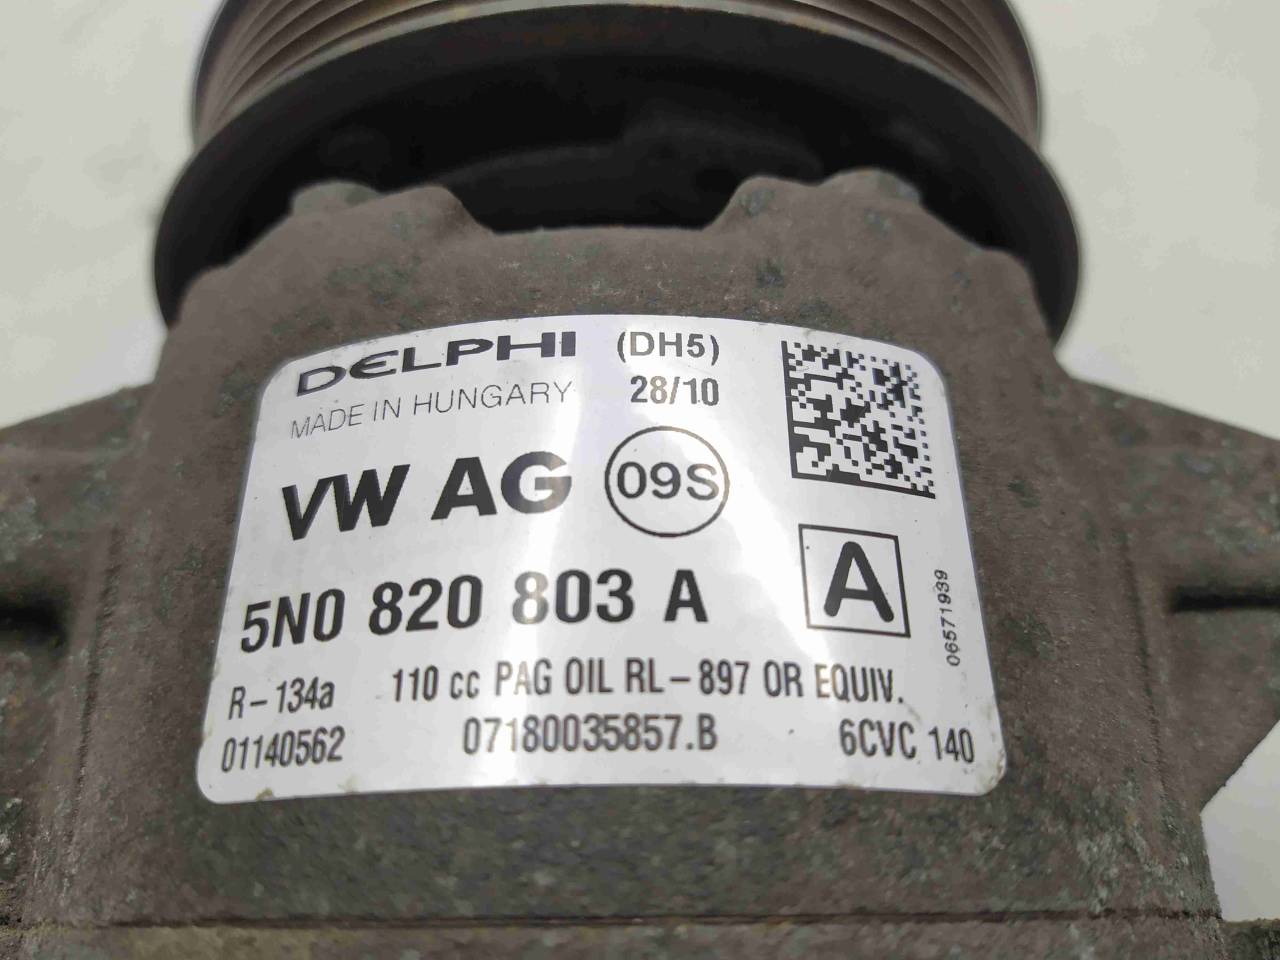 DELPHI (DH5)
MADE IN HUNGARY 28/10
VW AG 09S
5N0 820 803 A A
06571939
R-134a 110 cc PAG OIL RL-897 OR EQUIV.
01140562 07180035857.B 6CVC 140